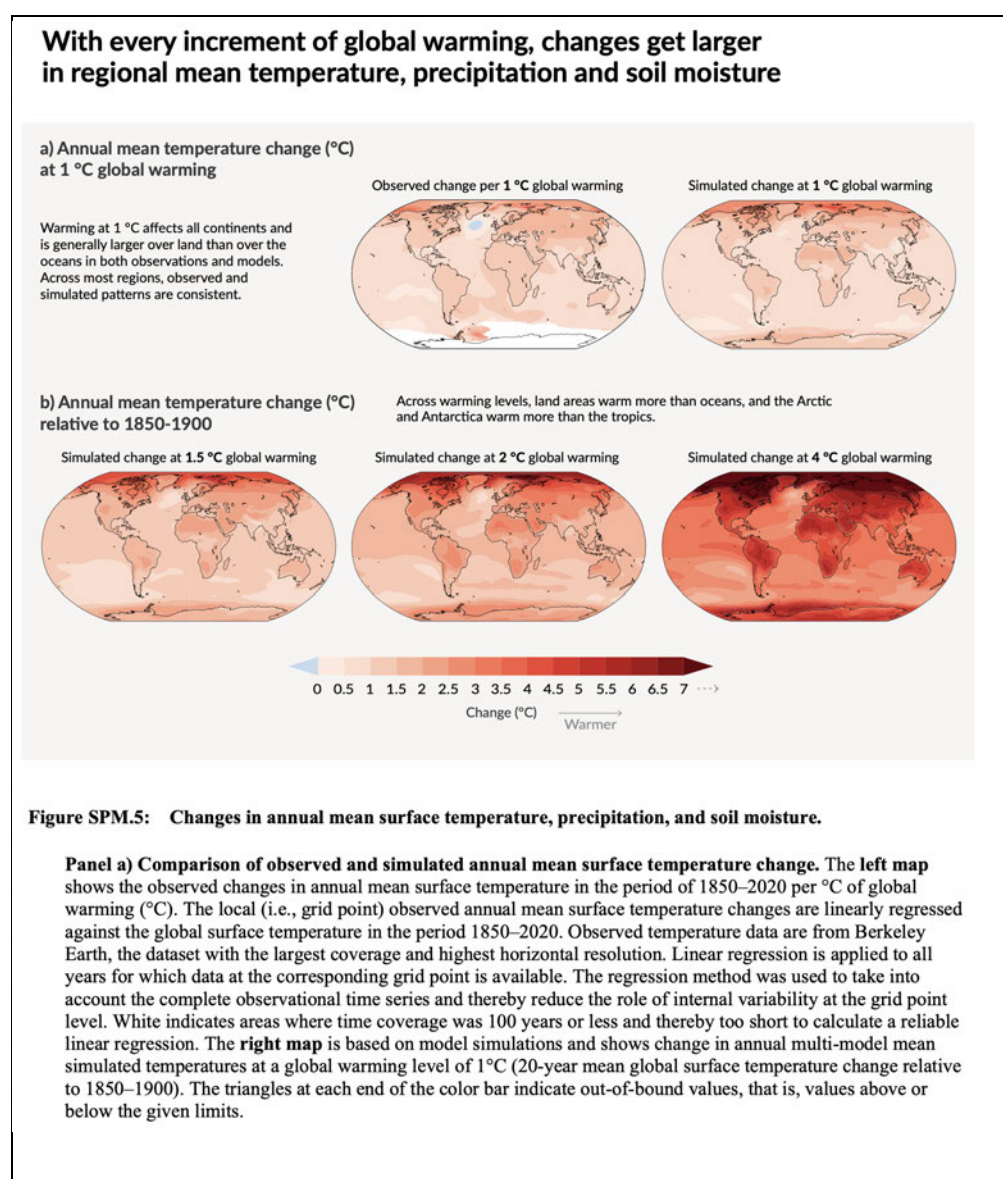 With every increment of global warming, changes get larger
in regional mean temperature, precipitation and soil moisture
a) Annual mean temperature change (°C)
at 1 °C global warming
Warming at 1 °C affects all continents and
is generally larger over land than over the
oceans in both observations and models.
Across most regions, observed and
simulated patterns are consistent.
Observed change per 1 °C global warming
Simulated change at 1 °C global warming
b) Annual mean temperature change (°C)
relative to 1850-1900
Across warming levels, land areas warm more than oceans, and the Arctic
and Antarctica warm more than the tropics.
Simulated change at 1.5 °C global warming
Simulated change at 2 °C global warming
Simulated change at 4 °C global warming
0 0.5 1 1.5 2 2.5 3 3.5 4 4.5 5 5.5 6 6.5 7
Change (°C)
Warmer
Figure SPM.5: Changes in annual mean surface temperature, precipitation, and soil moisture.
Panel a) Comparison of observed and simulated annual mean surface temperature change. The left map
shows the observed changes in annual mean surface temperature in the period of 1850–2020 per °C of global
warming (°C). The local (i.e., grid point) observed annual mean surface temperature changes are linearly regressed
against the global surface temperature in the period 1850–2020. Observed temperature data are from Berkeley
Earth, the dataset with the largest coverage and highest horizontal resolution. Linear regression is applied to all
years for which data at the corresponding grid point is available. The regression method was used to take into
account the complete observational time series and thereby reduce the role of internal variability at the grid point
level. White indicates areas where time coverage was 100 years or less and thereby too short to calculate a reliable
linear regression. The right map is based on model simulations and shows change in annual multi-model mean
simulated temperatures at a global warming level of 1°C (20-year mean global surface temperature change relative
to 1850–1900). The triangles at each end of the color bar indicate out-of-bound values, that is, values above or
below the given limits.